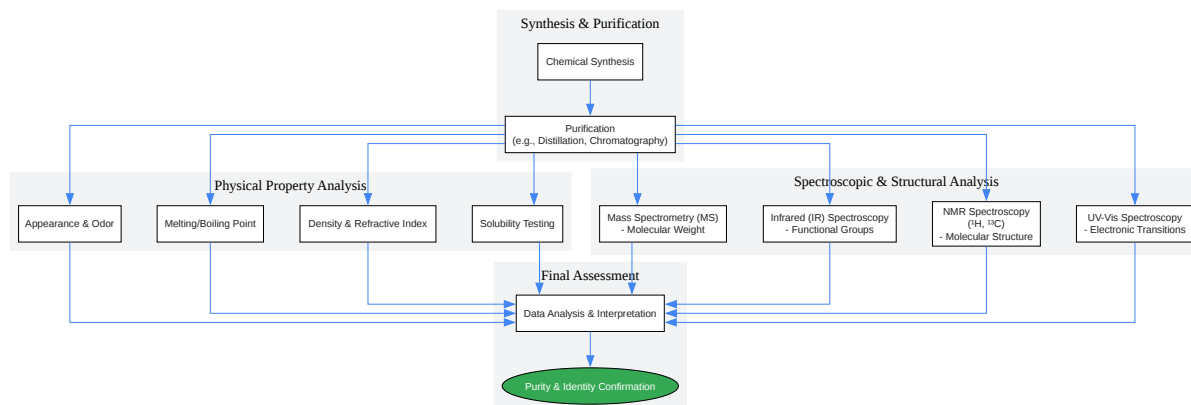 Synthesis & Purification
Chemical Synthesis
Purification
(e.g., Distillation, Chromatography)
Physical Property Analysis
Spectroscopic & Structural Analysis
Appearance & Odor
Melting/Boiling Point
Density & Refractive Index
Solubility Testing
Mass Spectrometry (MS)
- Molecular Weight
Infrared (IR) Spectroscopy
- Functional Groups
NMR Spectroscopy
(¹H, ¹³C)
- Molecular Structure
UV-Vis Spectroscopy
- Electronic Transitions
Final Assessment
Data Analysis & Interpretation
Purity & Identity Confirmation